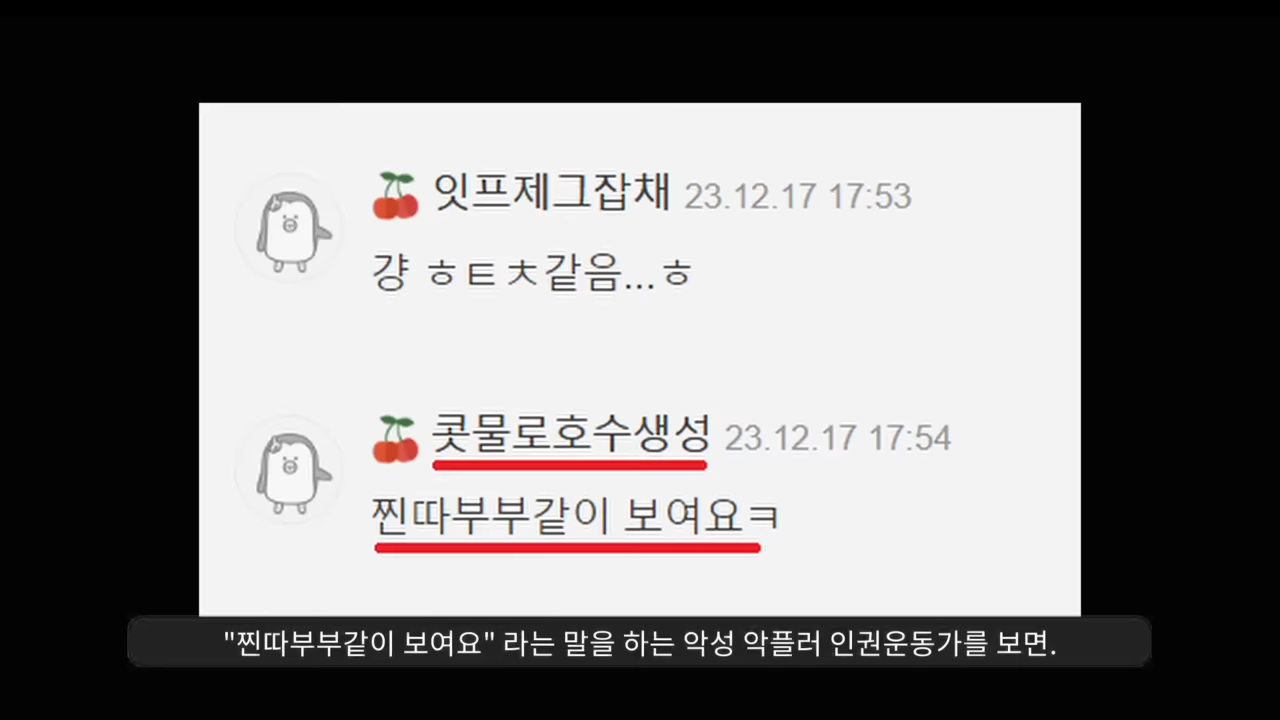 잇프제그잡채 23.12.17 17:53
걍 ㅎㅌㅊ같음...ㅎ
콧물로호수생성 23.12.17 17:54
찐따부부같이 보여요ㅋ
"찐따부부같이 보여요" 라는 말을 하는 악성 악플러 인권운동가를 보면.